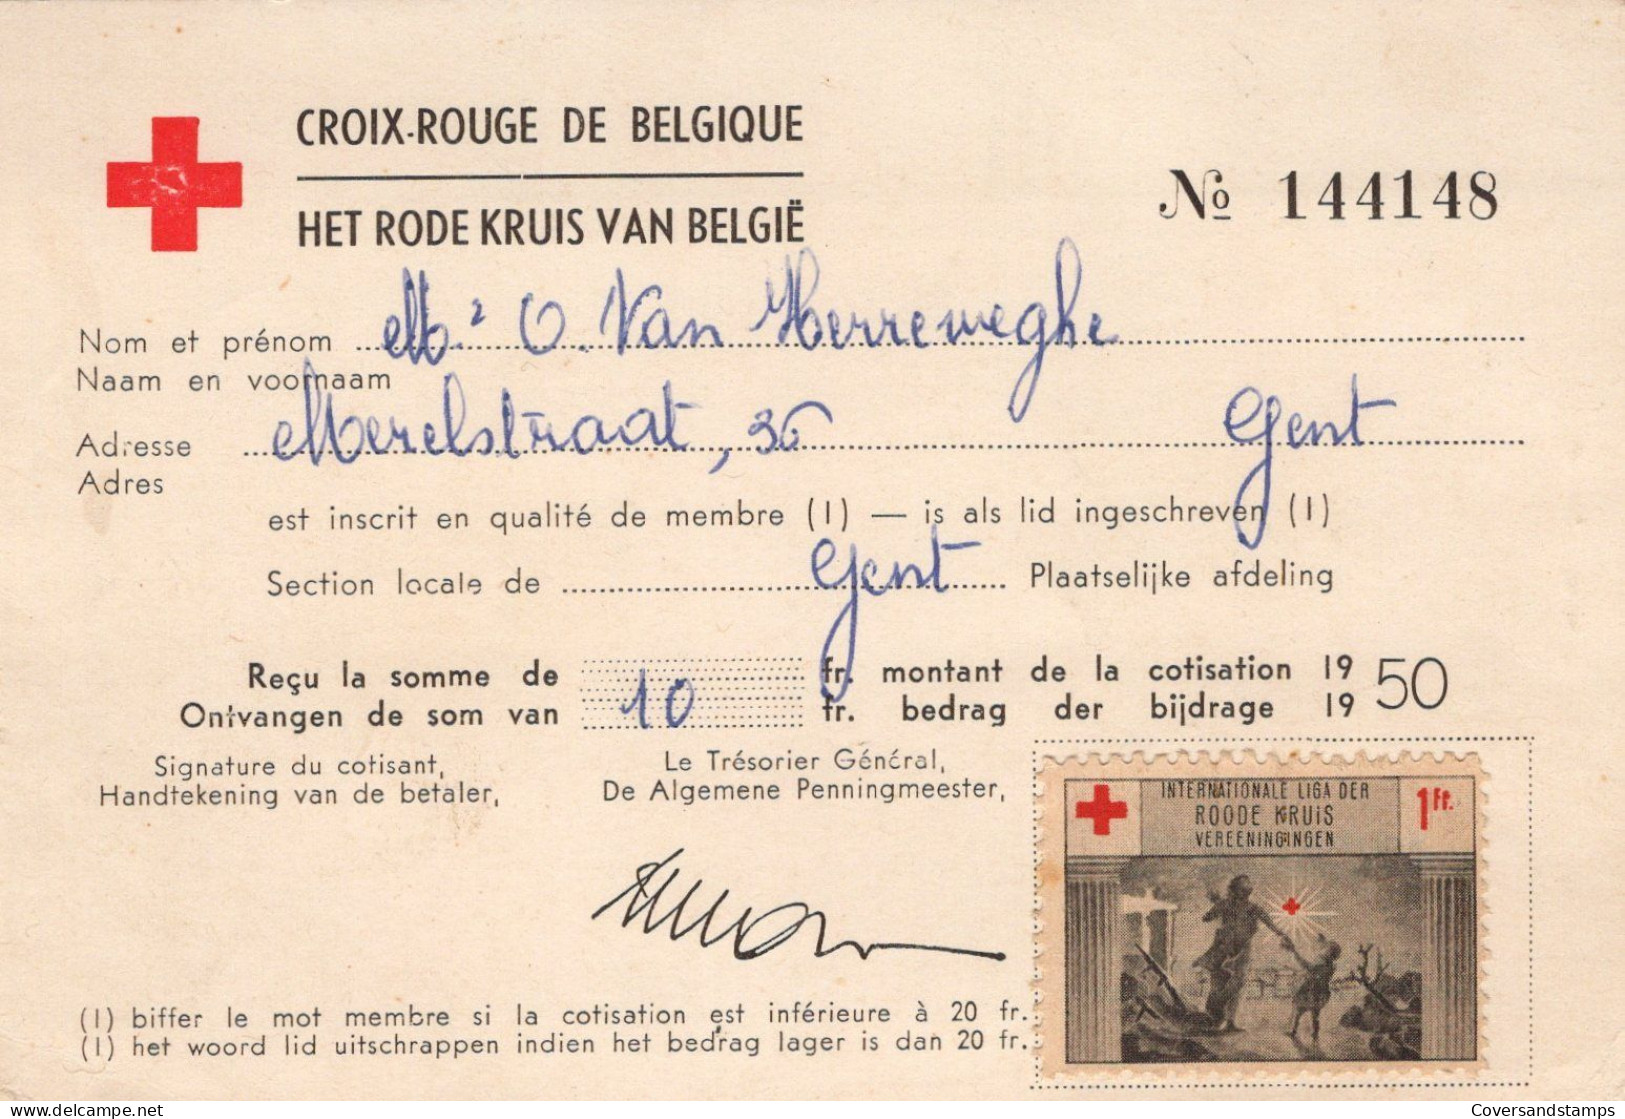 CROIX-ROUGE DE BELGIQUE
HET RODE KRUIS VAN BELGIË
No 144148
Nom et prénom Mr O. Van Herreweghe
Naam en voornaam
Adresse Merelstraat, 36 Gent
Adres
est inscrit en qualité de membre (1) — is als lid ingeschreven (1)
Section locale de Gent Plaatselijke afdeling
Reçu la somme de 10 fr. montant de la cotisation 19 50
Ontvangen de som van fr. bedrag der bijdrage 19
Signature du cotisant,
Handtekening van de betaler,
Le Trésorier Général,
De Algemene Penningmeester,
INTERNATIONALE LIGA DER
ROODE KRUIS
VEREENINGINGEN
1 Fr.
(1) biffer le mot membre si la cotisation est inférieure à 20 fr.
(1) het woord lid uitschrappen indien het bedrag lager is dan 20 fr.
delcampe.net
Coversandstamps